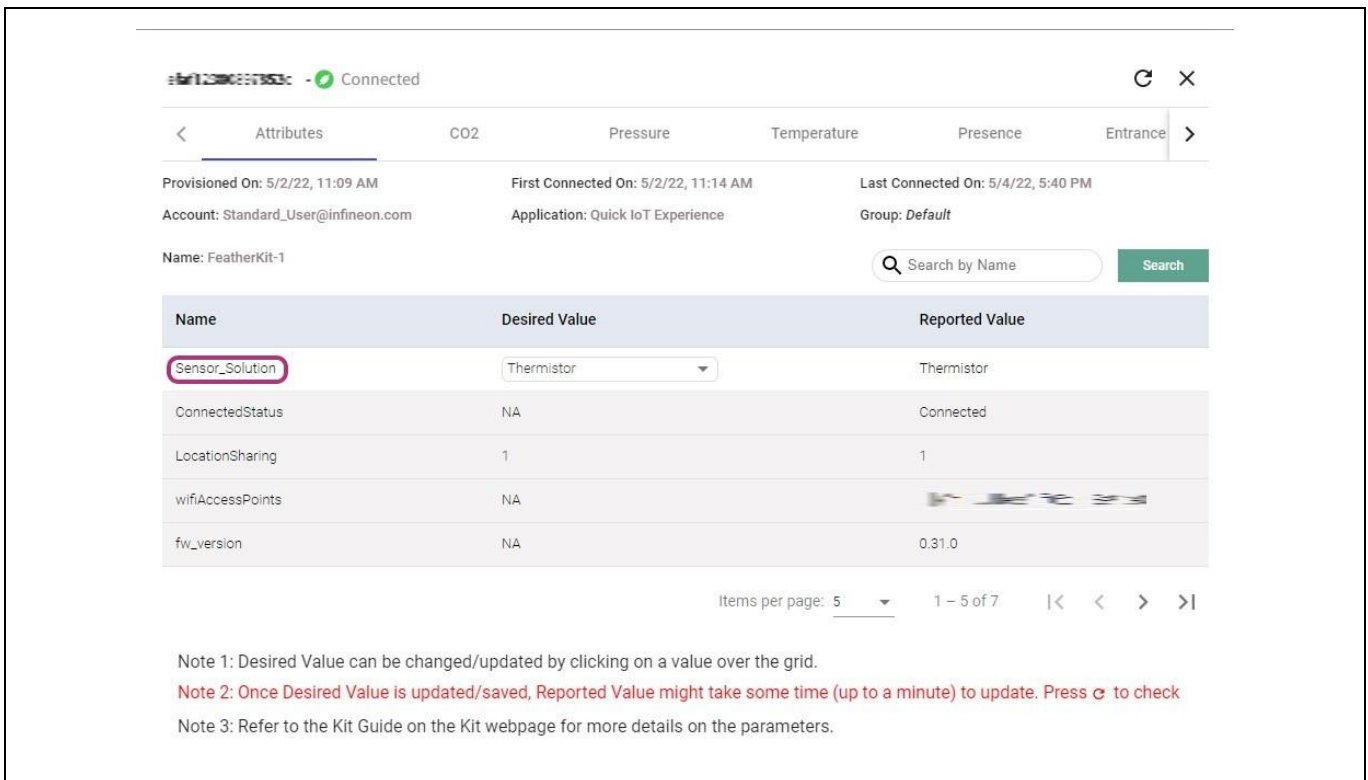 - Connected
Attributes CO2 Pressure Temperature Presence Entrance
Provisioned On: 5/2/22, 11:09 AM First Connected On: 5/2/22, 11:14 AM Last Connected On: 5/4/22, 5:40 PM
Account: Standard_User@infineon.com Application: Quick IoT Experience Group: Default
Name: FeatherKit-1 Search by Name Search
Name Desired Value Reported Value
Sensor_Solution Thermistor Thermistor
ConnectedStatus NA Connected
LocationSharing 1 1
wifiAccessPoints NA
fw_version NA 0.31.0
Items per page: 5 1 – 5 of 7
Note 1: Desired Value can be changed/updated by clicking on a value over the grid.
Note 2: Once Desired Value is updated/saved, Reported Value might take some time (up to a minute) to update. Press to check
Note 3: Refer to the Kit Guide on the Kit webpage for more details on the parameters.